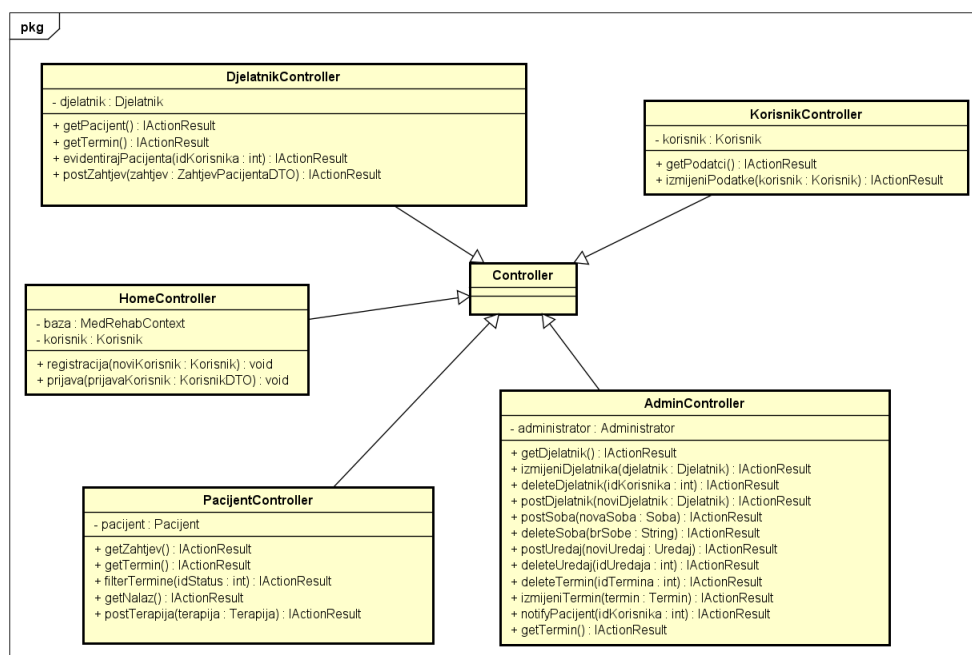 pkg
DjelatnikController
- djelatnik : Djelatnik
+ getPacijent() : IActionResult
+ getTermin() : IActionResult
+ evidentirajPacijenta(idKorisnika : int) : IActionResult
+ postZahtjev(zahtjev : ZahtjevPacijentaDTO) : IActionResult
KorisnikController
- korisnik : Korisnik
+ getPodatci() : IActionResult
+ izmijeniPodatke(korisnik : Korisnik) : IActionResult
Controller
HomeController
- baza : MedRehabContext
- korisnik : Korisnik
+ registracija(noviKorisnik : Korisnik) : void
+ prijava(prijavaKorisnik : KorisnikDTO) : void
AdminController
- administrator : Administrator
+ getDjelatnik() : IActionResult
+ izmijeniDjelatnika(djelatnik : Djelatnik) : IActionResult
+ deleteDjelatnik(idKorisnika : int) : IActionResult
+ postDjelatnik(noviDjelatnik : Djelatnik) : IActionResult
+ postSoba(novaSoba : Soba) : IActionResult
+ deleteSoba(brSobe : String) : IActionResult
+ postUredaj(noviUredaj : Uredaj) : IActionResult
+ deleteUredaj(idUredaja : int) : IActionResult
+ deleteTermin(idTermina : int) : IActionResult
+ izmijeniTermin(termin : Termin) : IActionResult
+ notifyPacijent(idKorisnika : int) : IActionResult
+ getTermin() : IActionResult
PacijentController
- pacijent : Pacijent
+ getZahtjev() : IActionResult
+ getTermin() : IActionResult
+ filterTermine(idStatus : int) : IActionResult
+ getNalaz() : IActionResult
+ postTerapija(terapija : Terapija) : IActionResult